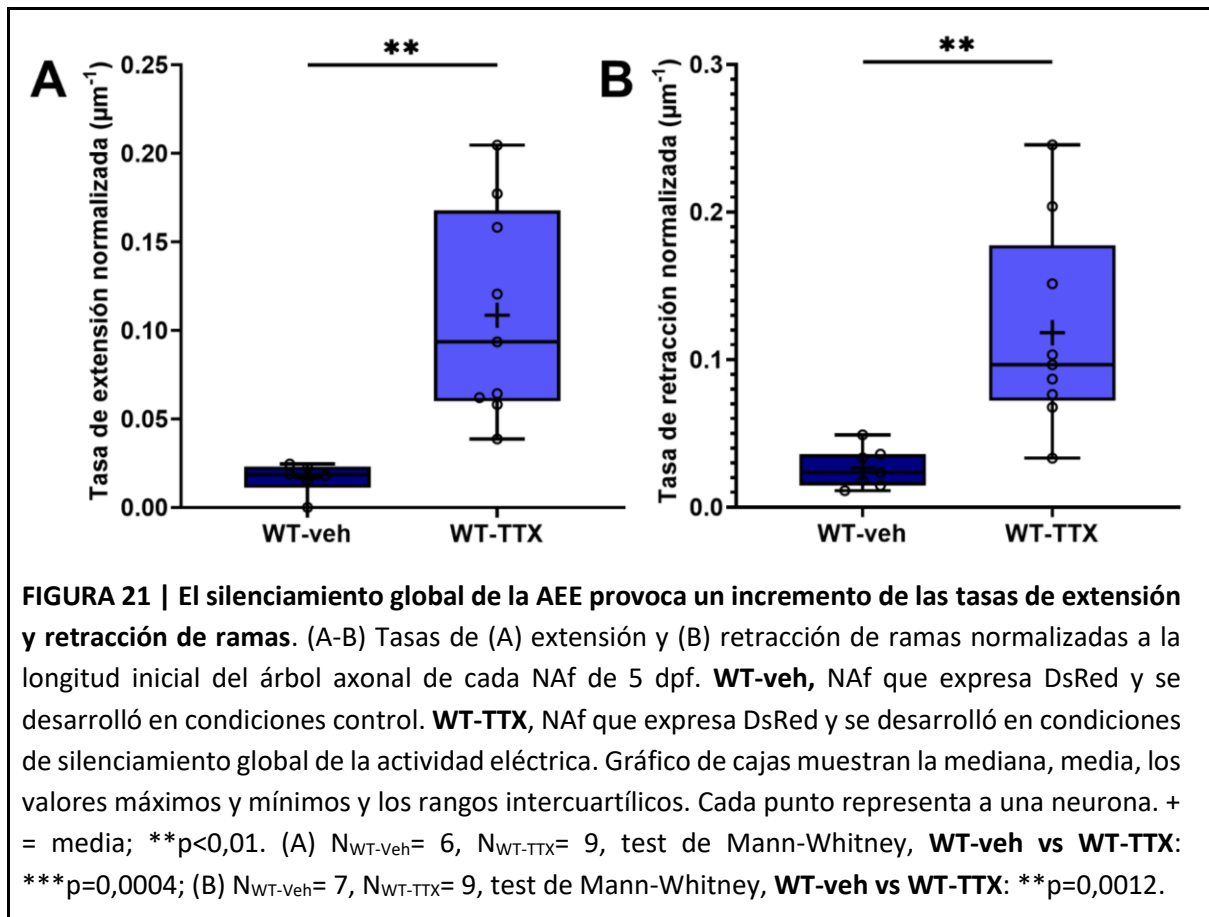 A
**
Tasa de extensión normalizada (µm⁻¹)
0.25
0.20
0.15
0.10
0.05
0.00
WT-veh WT-TTX
B
**
Tasa de retracción normalizada (µm⁻¹)
0.3
0.2
0.1
0.0
WT-veh WT-TTX
FIGURA 21 | El silenciamiento global de la AEE provoca un incremento de las tasas de extensión
y retracción de ramas. (A-B) Tasas de (A) extensión y (B) retracción de ramas normalizadas a la
longitud inicial del árbol axonal de cada NAf de 5 dpf. WT-veh, NAf que expresa DsRed y se
desarrolló en condiciones control. WT-TTX, NAf que expresa DsRed y se desarrolló en condiciones
de silenciamiento global de la actividad eléctrica. Gráfico de cajas muestran la mediana, media, los
valores máximos y mínimos y los rangos intercuartílicos. Cada punto representa a una neurona. +
= media; **p<0,01. (A) NWT-Veh= 6, NWT-TTX= 9, test de Mann-Whitney, WT-veh vs WT-TTX:
***p=0,0004; (B) NWT-Veh= 7, NWT-TTX= 9, test de Mann-Whitney, WT-veh vs WT-TTX: **p=0,0012.